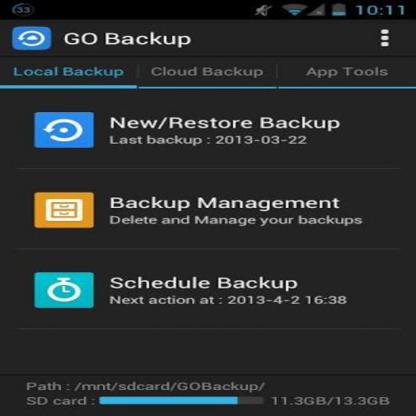 33
10:11
GO Backup
Local Backup
Cloud Backup
App Tools
New/Restore Backup
Last backup : 2013-03-22
Backup Management
Delete and Manage your backups
Schedule Backup
Next action at : 2013-4-2 16:38
Path : /mnt/sdcard/GOBackup/
SD card : 11.3GB/13.3GB